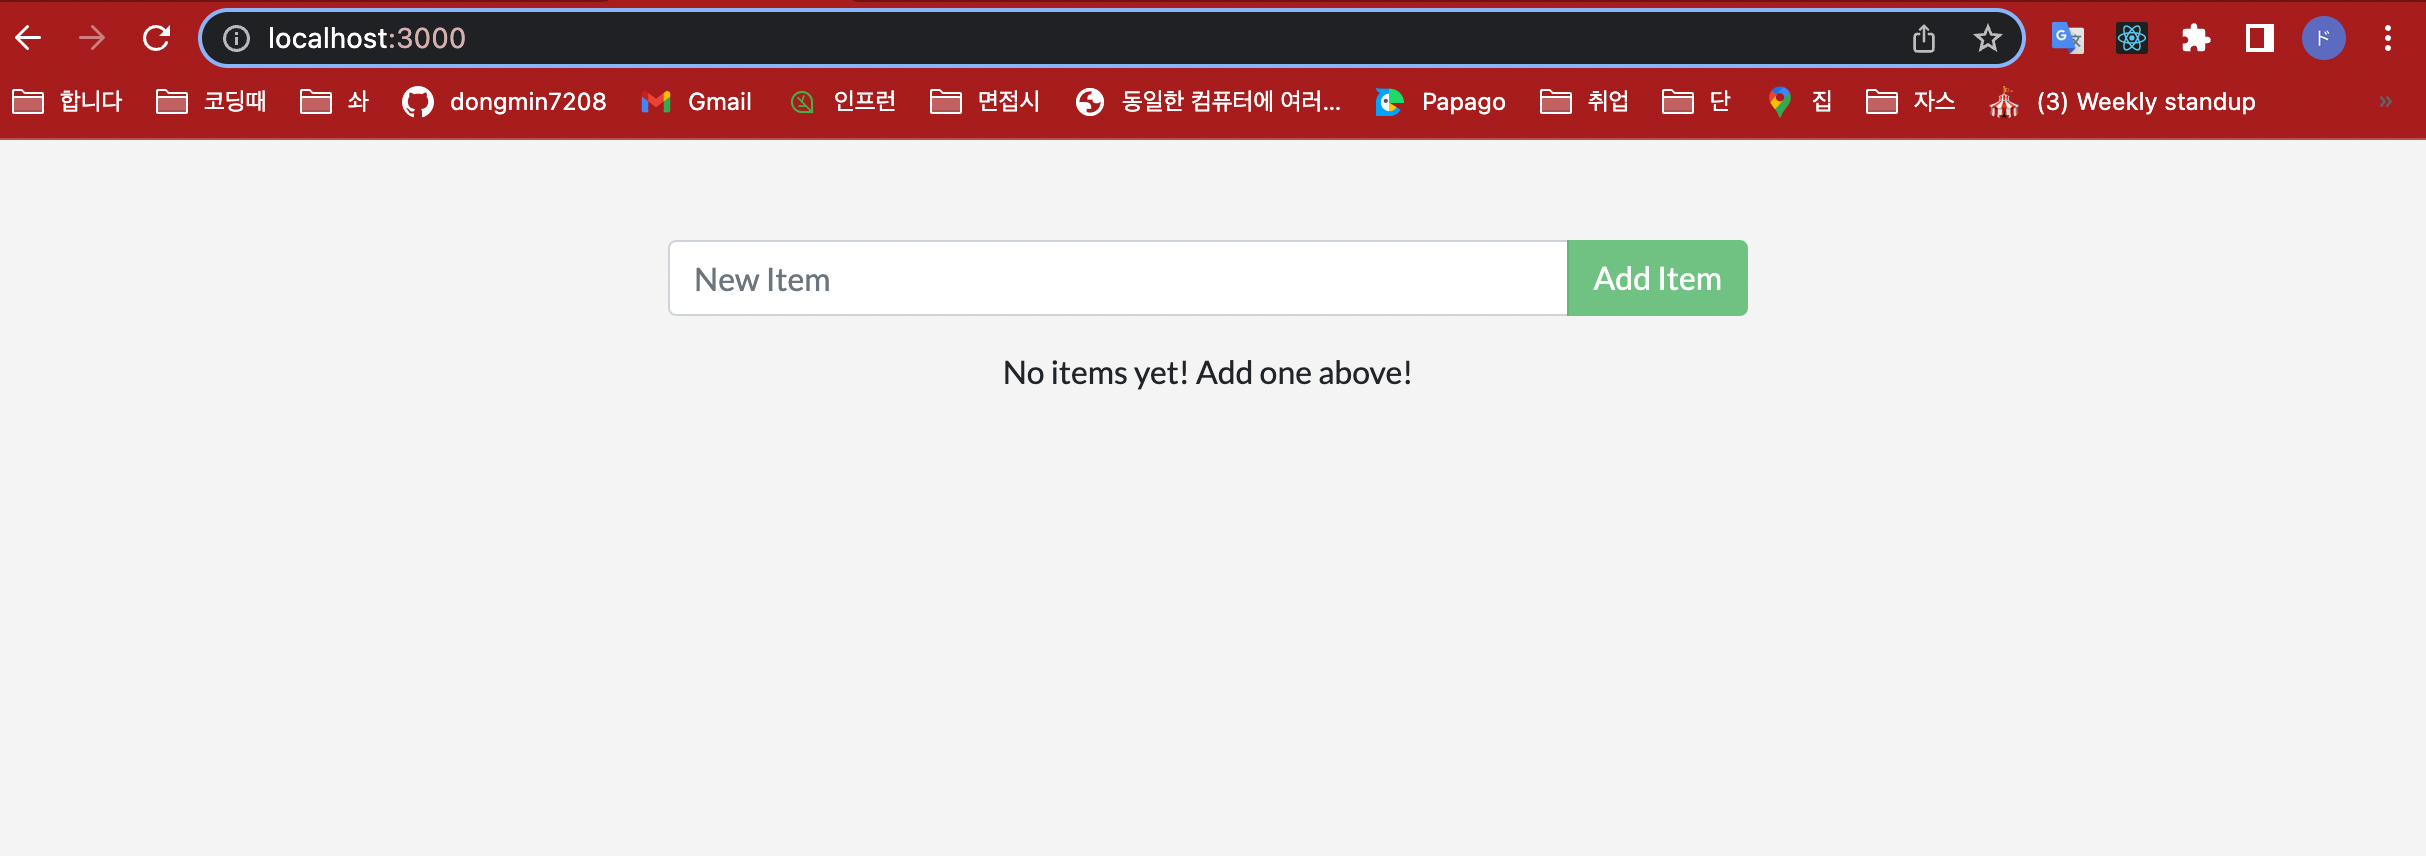 localhost:3000
ド
합니다 코딩때 솨 dongmin7208 Gmail 인프런 면접시 동일한 컴퓨터에 여러... Papago 취업 단 집 자스 (3) Weekly standup »
New Item Add Item
No items yet! Add one above!